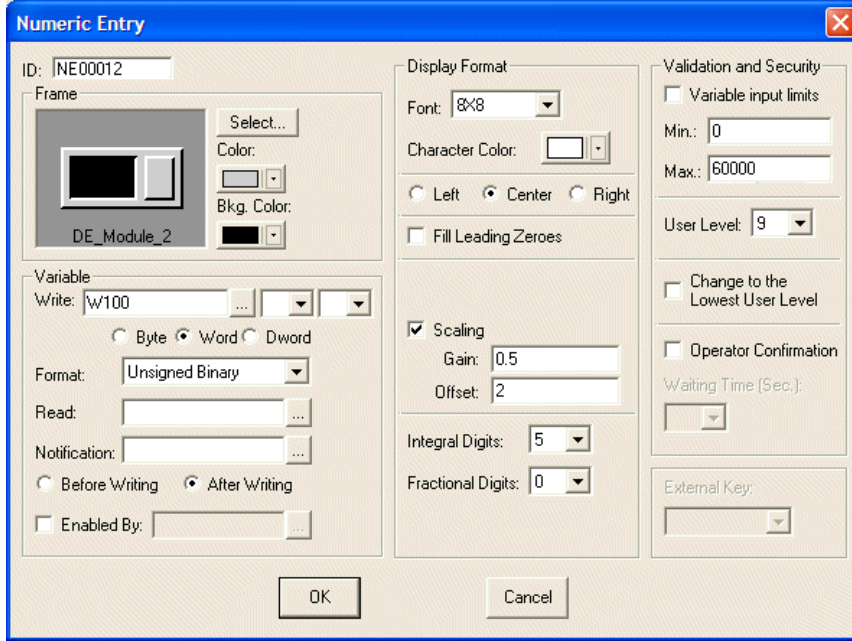 Numeric Entry
ID: NE00012
Frame
Select...
Color:
Bkg. Color:
DE_Module_2
Variable
Write: W100 ...
Byte Word Dword
Format: Unsigned Binary
Read: ...
Notification: ...
Before Writing After Writing
Enabled By: ...
Display Format
Font: 8X8
Character Color:
Left Center Right
Fill Leading Zeroes
Scaling
Gain: 0.5
Offset: 2
Integral Digits: 5
Fractional Digits: 0
Validation and Security
Variable input limits
Min.: 0
Max.: 60000
User Level: 9
Change to the
Lowest User Level
Operator Confirmation
Waiting Time (Sec.):
External Key:
OK Cancel